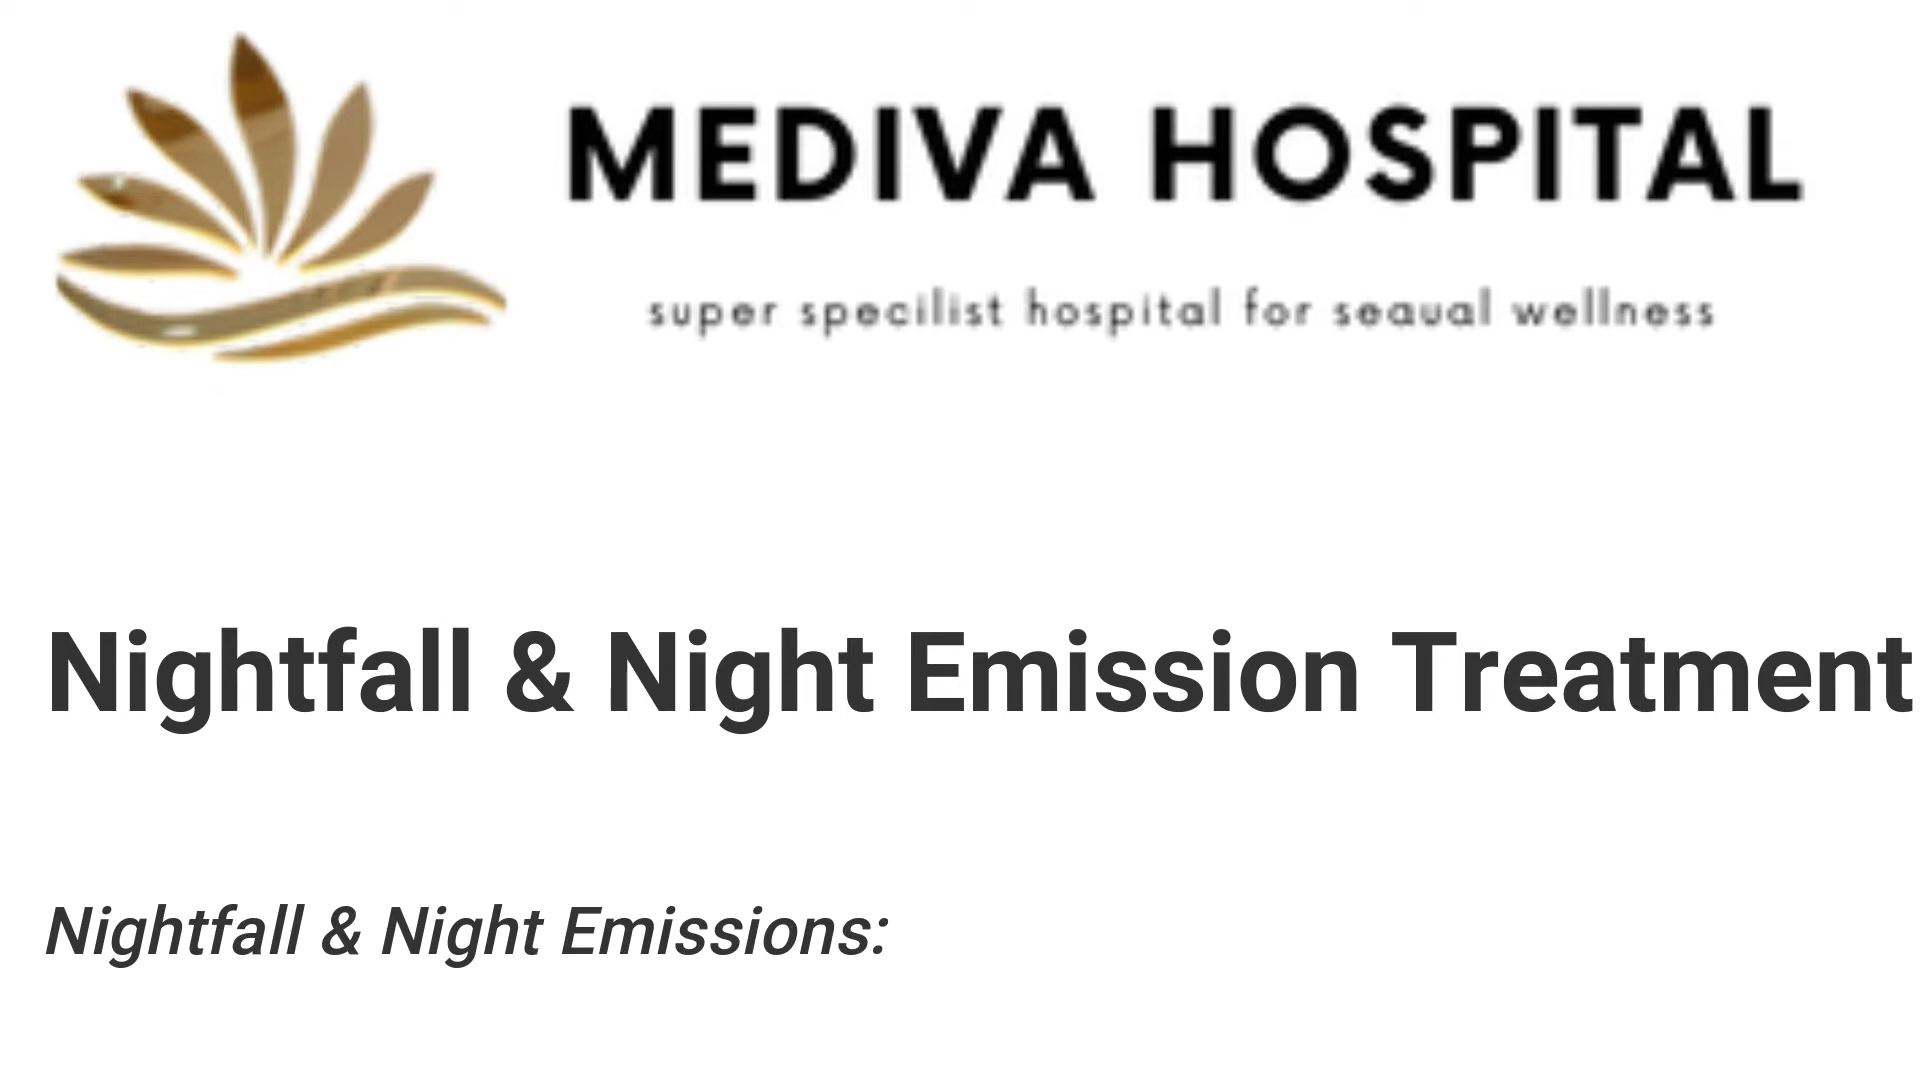 MEDIVA HOSPITAL
super specilist hospital for seaual wellness
Nightfall & Night Emission Treatment
Nightfall & Night Emissions: